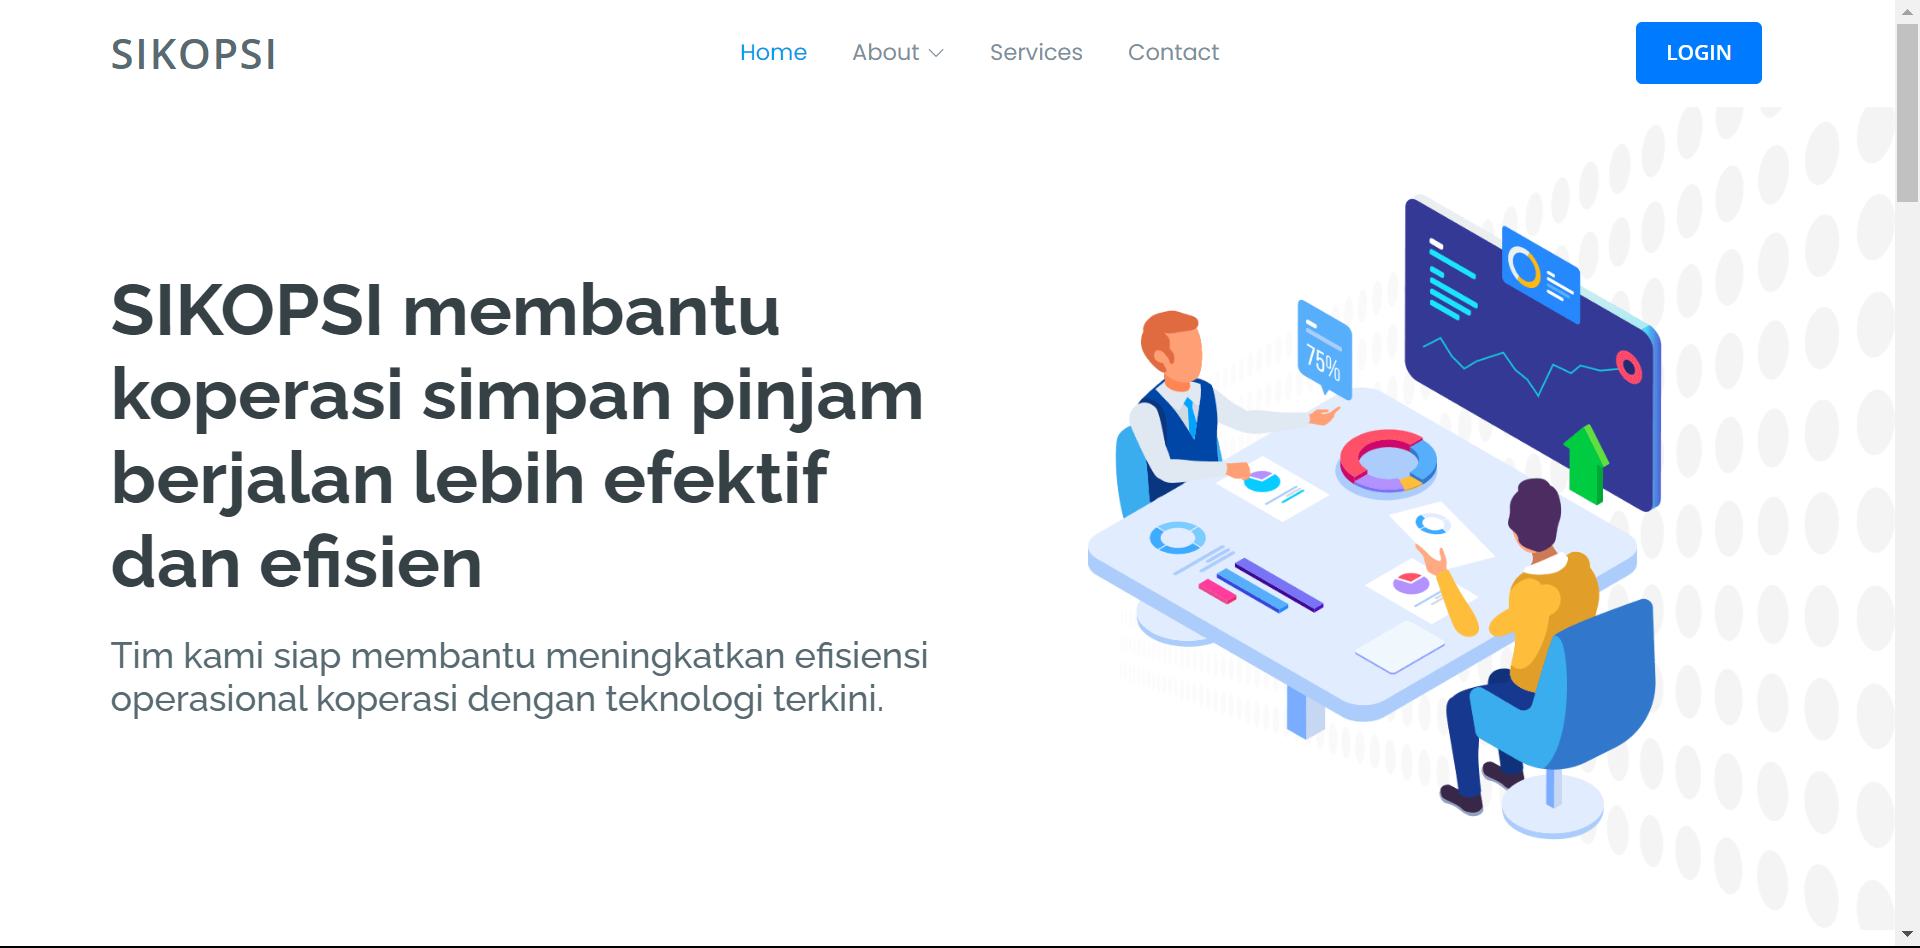 SIKOPSI
Home About Services Contact
LOGIN
SIKOPSI membantu
koperasi simpan pinjam
berjalan lebih efektif
dan efisien
Tim kami siap membantu meningkatkan efisiensi
operasional koperasi dengan teknologi terkini.
75%